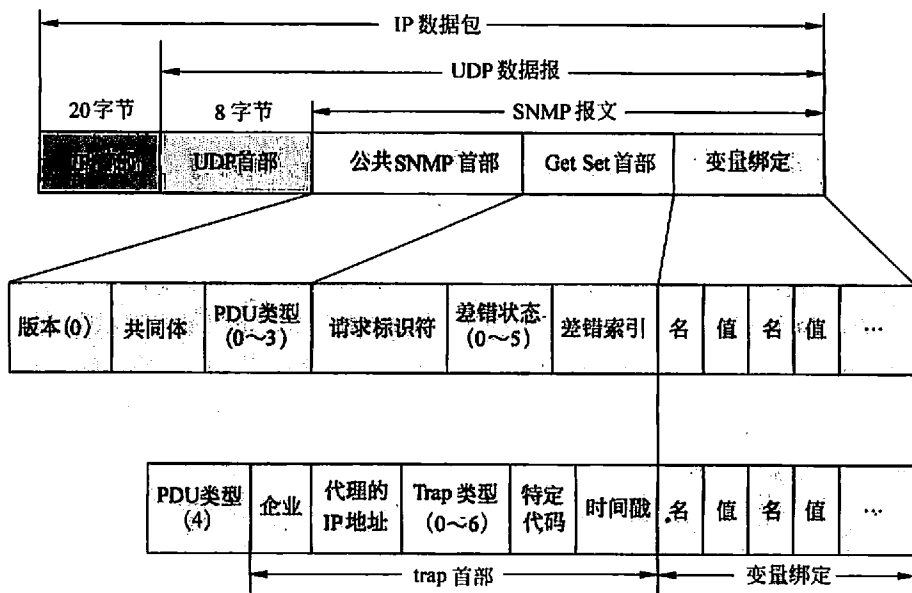 IP 数据包
UDP 数据报
20 字节
8 字节
SNMP 报文
UDP首部
公共SNMP 首部
Get Set 首部
变量绑定
版本(0)
共同体
PDU类型
(0～3)
请求标识符
差错状态
(0～5)
差错索引
名
值
名
值
…
PDU类型
(4)
企业
代理的
IP地址
Trap 类型
(0～6)
特定
代码
时间戳
名
值
名
值
…
trap 首部
变量绑定